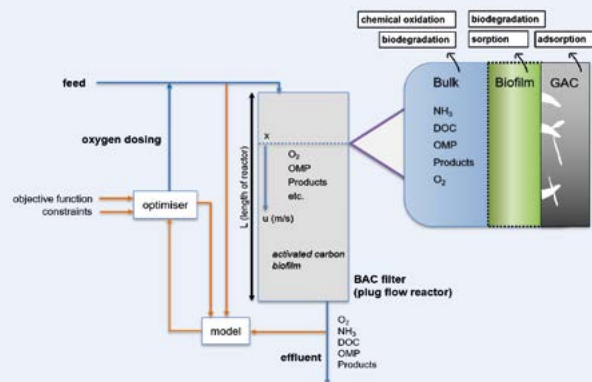 chemical oxidation
biodegradation
biodegradation
sorption
adsorption
Bulk
Biofilm
GAC
NH₃
DOC
OMP
Products
O₂
feed
oxygen dosing
objective function
constraints
optimiser
model
L (length of reactor)
x
O₂
OMP
Products
etc.
u (m/s)
activated carbon
biofilm
BAC filter
(plug flow reactor)
effluent
O₂
NH₃
DOC
OMP
Products